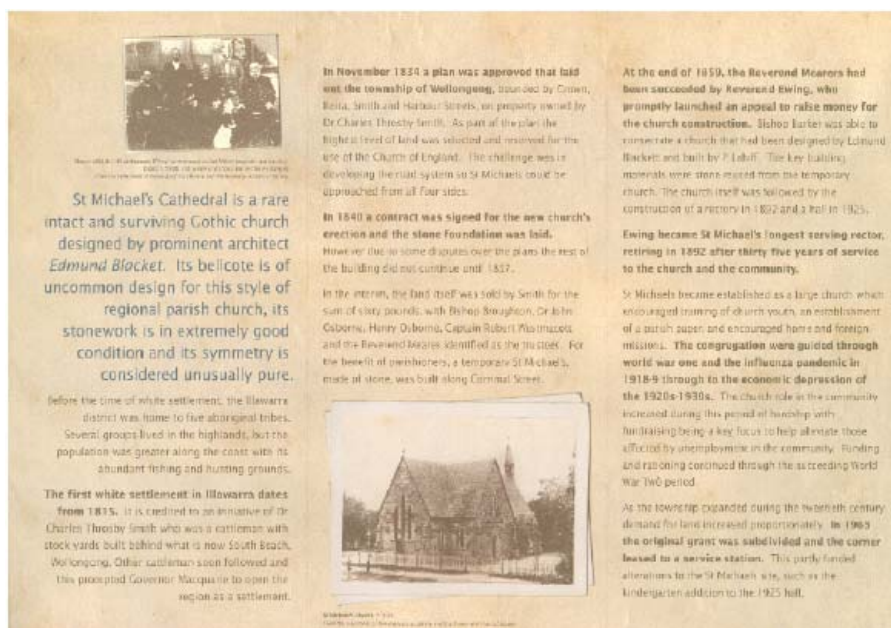 St Michael's Cathedral is a rare
intact and surviving Gothic church
designed by prominent architect
Edmund Blacket. Its bellcote is of
uncommon design for this style of
regional parish church, its
stonework is in extremely good
condition and its symmetry is
considered unusually pure.
Before the time of white settlement, the Illawarra
district was home to five aboriginal tribes.
Several groups lived in the highlands, but the
population was greater along the coast with its
abundant fishing and hunting grounds.
The first white settlement in Illawarra dates
from 1815. It is credited to an initiative of Dr
Charles Throsby Smith who was a cattleman with
stock yards built behind what is now South Beach,
Wollongong. Other cattleman soon followed and
this prompted Governor Macquarie to open the
region as a settlement.
In November 1834 a plan was approved that laid
out the township of Wollongong, bounded by Crown,
Keira, Smith and Harbour Streets, on property owned by
Dr Charles Throsby Smith. As part of the plan the
highest level of land was selected and reserved for the
use of the Church of England. The challenge was in
developing the road system so St Michaels could be
approached from all four sides.
In 1840 a contract was signed for the new church's
erection and the stone foundation was laid.
However due to some disputes over the plans the rest of
the building did not continue until 1857.
In the interim, the land itself was sold by Smith for the
sum of sixty pounds, with Bishop Broughton, Dr John
Osborne, Henry Osborne, Captain Robert Westmacott
and the Reverend Meares identified as the trustees. For
the benefit of parishioners, a temporary St Michael's,
made of stone, was built along Corrimal Street.
At the end of 1859, the Reverend Mearers had
been succeeded by Reverend Ewing, who
promptly launched an appeal to raise money for
the church construction. Bishop Barker was able to
consecrate a church that had been designed by Edmund
Blackett and built by P
. The key building
materials were stone reused from the temporary
church. The church itself was followed by the
construction of a rectory in 1892 and a hall in 1925.
Ewing became St Michael's longest serving rector,
retiring in 1892 after thirty five years of service
to the church and the community.
St Michaels became established as a large church which
encouraged training of church youth, an establishment
of a parish paper, and encouraged home and foreign
missions. The congregation were guided through
world war one and the influenza pandemic in
1918-9 through to the economic depression of
the 1920s-1930s. The church role in the community
increased during this period of hardship with
fundraising being a key focus to help alleviate those
affected by unemployment in the community. Funding
and rationing continued through the succeeding World
War Two period.
As the township expanded during the twentieth century
demand for land increased proportionately. In 1965
the original grant was subdivided and the corner
leased to a service station. This partly funded
alterations to the St Michaels site, such as the
kindergarten addition to the 1925 hall.